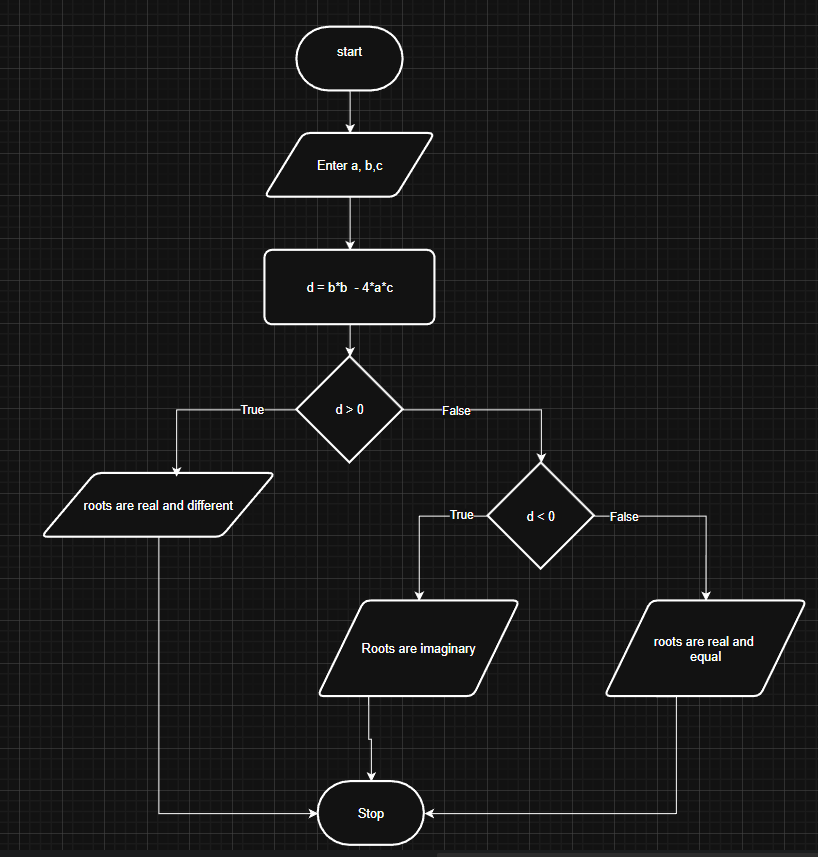 start
Enter a, b,c
d = b*b  - 4*a*c
d > 0
True
False
roots are real and different
d < 0
True
False
Roots are imaginary
roots are real and
equal
Stop